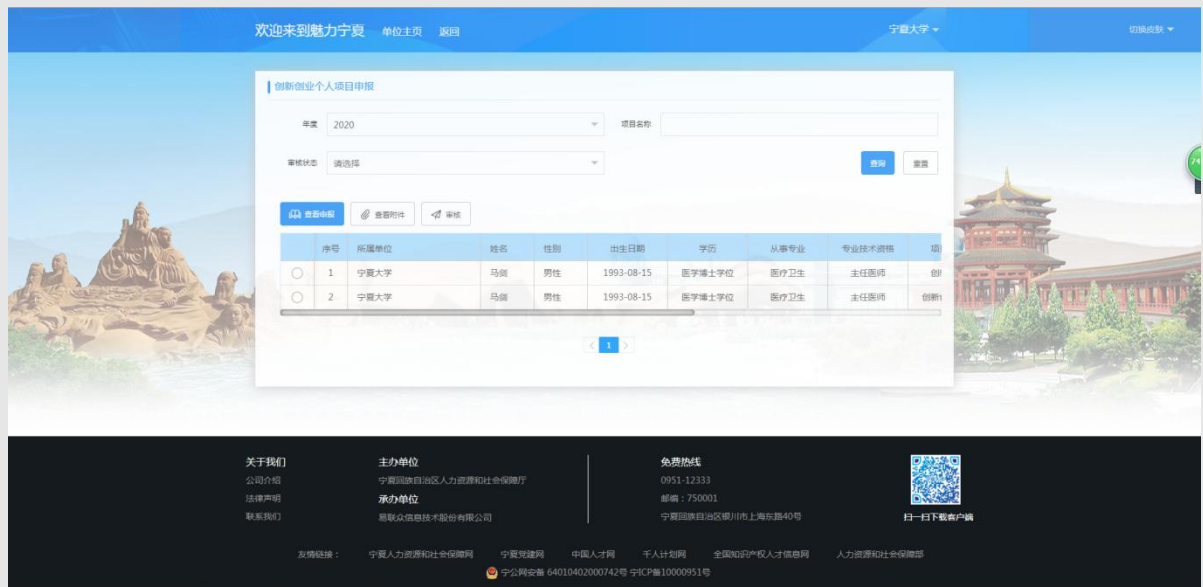 欢迎来到魅力宁夏 单位主页 返回 宁夏大学 切换皮肤
创新创业个人项目申报
年度 2020 项目名称
审核状态 请选择 查询 重置
查看申报 查看附件 审核
序号 所属单位 姓名 性别 出生日期 学历 从事专业 专业技术资格
1 宁夏大学 马剑 男性 1993-08-15 医学博士学位 医疗卫生 主任医师
2 宁夏大学 马剑 男性 1993-08-15 医学博士学位 医疗卫生 主任医师 创新
< 1 >
关于我们 主办单位 免费热线
公司介绍 宁夏回族自治区人力资源和社会保障厅 0951-12333
法律声明 承办单位 邮编：750001
联系我们 易联众信息技术股份有限公司 宁夏回族自治区银川市上海东路40号 扫一扫下载客户端
友情链接： 宁夏人力资源和社会保障网 宁夏党建网 中国人才网 千人计划网 全国知识产权人才信息网 人力资源和社会保障部
宁公网安备 64010402000742号 宁ICP备10000951号